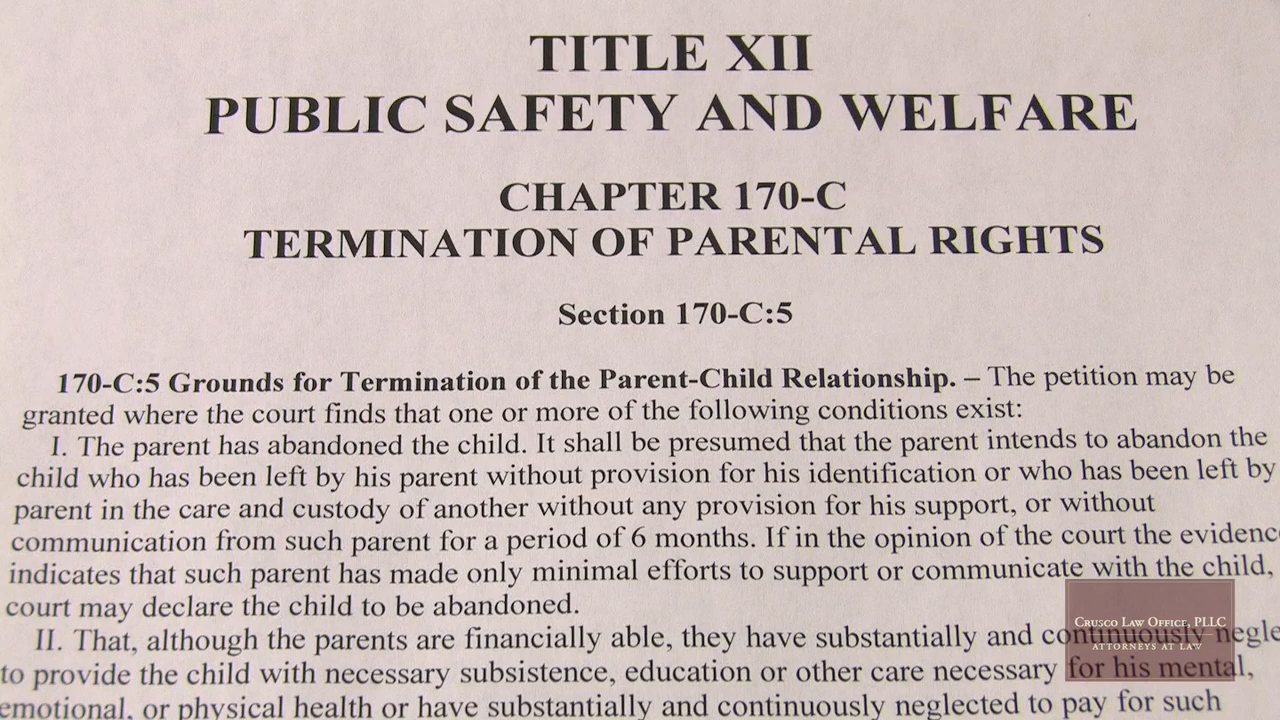 TITLE XII
PUBLIC SAFETY AND WELFARE
CHAPTER 170-C
TERMINATION OF PARENTAL RIGHTS
Section 170-C:5
170-C:5 Grounds for Termination of the Parent-Child Relationship. – The petition may be
granted where the court finds that one or more of the following conditions exist:
I. The parent has abandoned the child. It shall be presumed that the parent intends to abandon the
child who has been left by his parent without provision for his identification or who has been left by
parent in the care and custody of another without any provision for his support, or without
communication from such parent for a period of 6 months. If in the opinion of the court the evidenc
indicates that such parent has made only minimal efforts to support or communicate with the child,
court may declare the child to be abandoned.
II. That, although the parents are financially able, they have substantially and continuously negle
to provide the child with necessary subsistence, education or other care necessary for his mental,
emotional, or physical health or have substantially and continuously neglected to pay for such
CRUSCO LAW OFFICE, PLLC
ATTORNEYS AT LAW